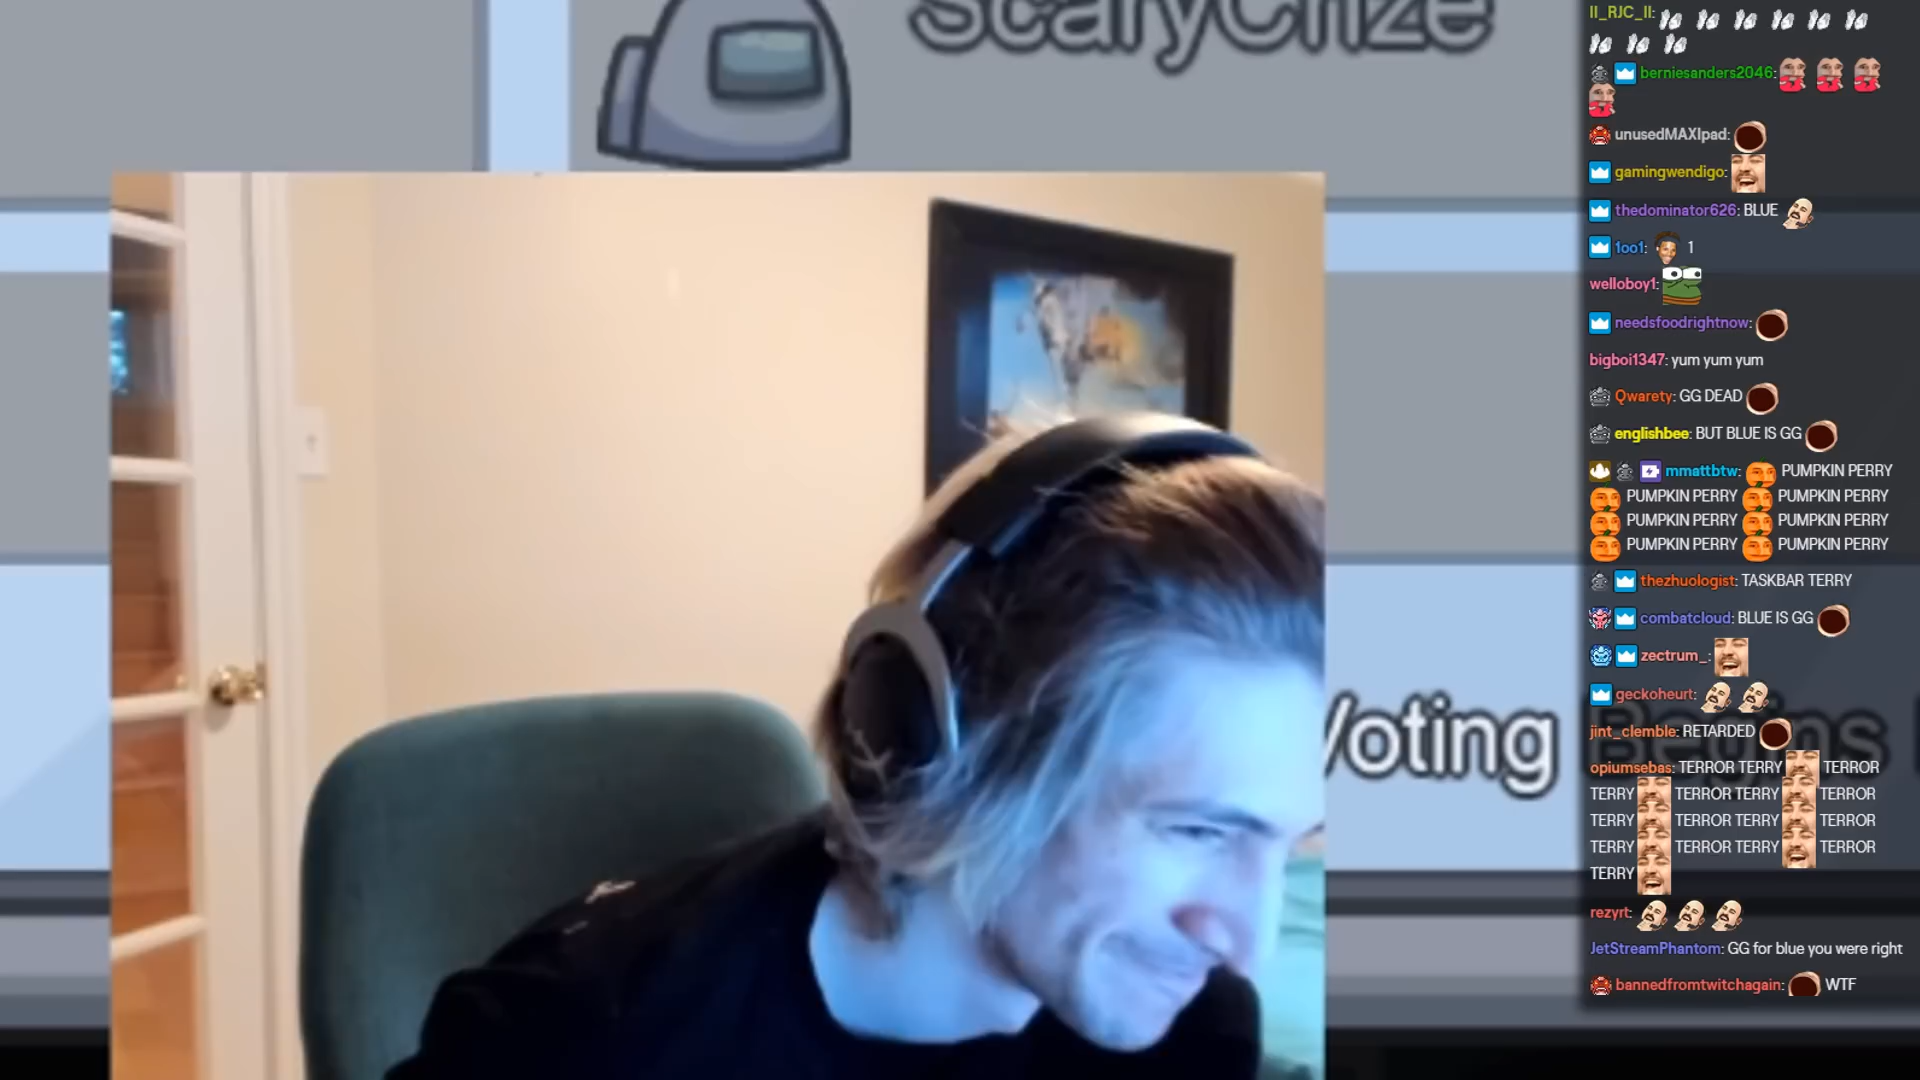 ScaryCrize
Voting Begins
II_RJC_II:
berniesanders2046:
unusedMAXIpad:
gamingwendigo:
thedominator626: BLUE
1oo1: 1
welloboy1:
needsfoodrightnow:
bigboi1347: yum yum yum
Qwarety: GG DEAD
englishbee: BUT BLUE IS GG
mmattbtw: PUMPKIN PERRY
PUMPKIN PERRY PUMPKIN PERRY
PUMPKIN PERRY PUMPKIN PERRY
PUMPKIN PERRY PUMPKIN PERRY
thezhuologist: TASKBAR TERRY
combatcloud: BLUE IS GG
zectrum_:
geckoheurt:
jint_clemble: RETARDED
opiumsebas: TERROR TERRY TERROR
TERRY TERROR TERRY TERROR
TERRY TERROR TERRY TERROR
TERRY TERROR TERRY TERROR
TERRY
rezyrt:
JetStreamPhantom: GG for blue you were right
bannedfromtwitchagain: WTF